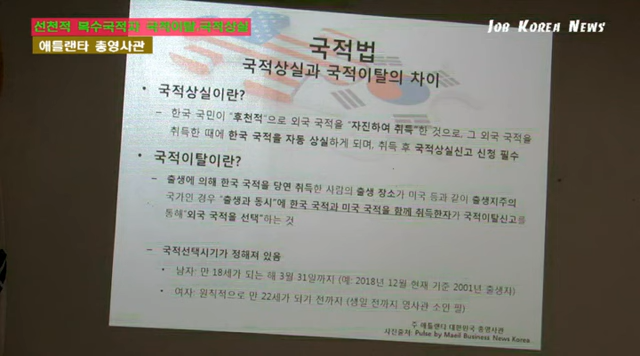 선천적 복수국적자 국적이탈 국적상실
애틀랜타 총영사관
JOB KOREA NEWS
국적법
국적상실과 국적이탈의 차이
• 국적상실이란?
– 한국 국민이 “후천적”으로 외국 국적을 “자진하여 취득”한 것으로, 그 외국 국적을
취득한 때에 한국 국적을 자동 상실하게 되며, 취득 후 국적상실신고 신청 필수
• 국적이탈이란?
– 출생에 의해 한국 국적을 당연 취득한 사람의 출생 장소가 미국 등과 같이 출생지주의
국가인 경우 “출생과 동시”에 한국 국적과 미국 국적을 함께 취득한자가 국적이탈신고를
통해“외국 국적을 선택”하는 것
– 국적선택시기가 정해져 있음
• 남자: 만 18세가 되는 해 3월 31일까지 (예: 2018년 12월 현재 기준 2001년 출생자)
• 여자: 원칙적으로 만 22세가 되기 전까지 (생일 전까지 영사관 소인 필)
주 애틀랜타 대한민국 총영사관
사진출처: Pulse by Maeil Business News Korea